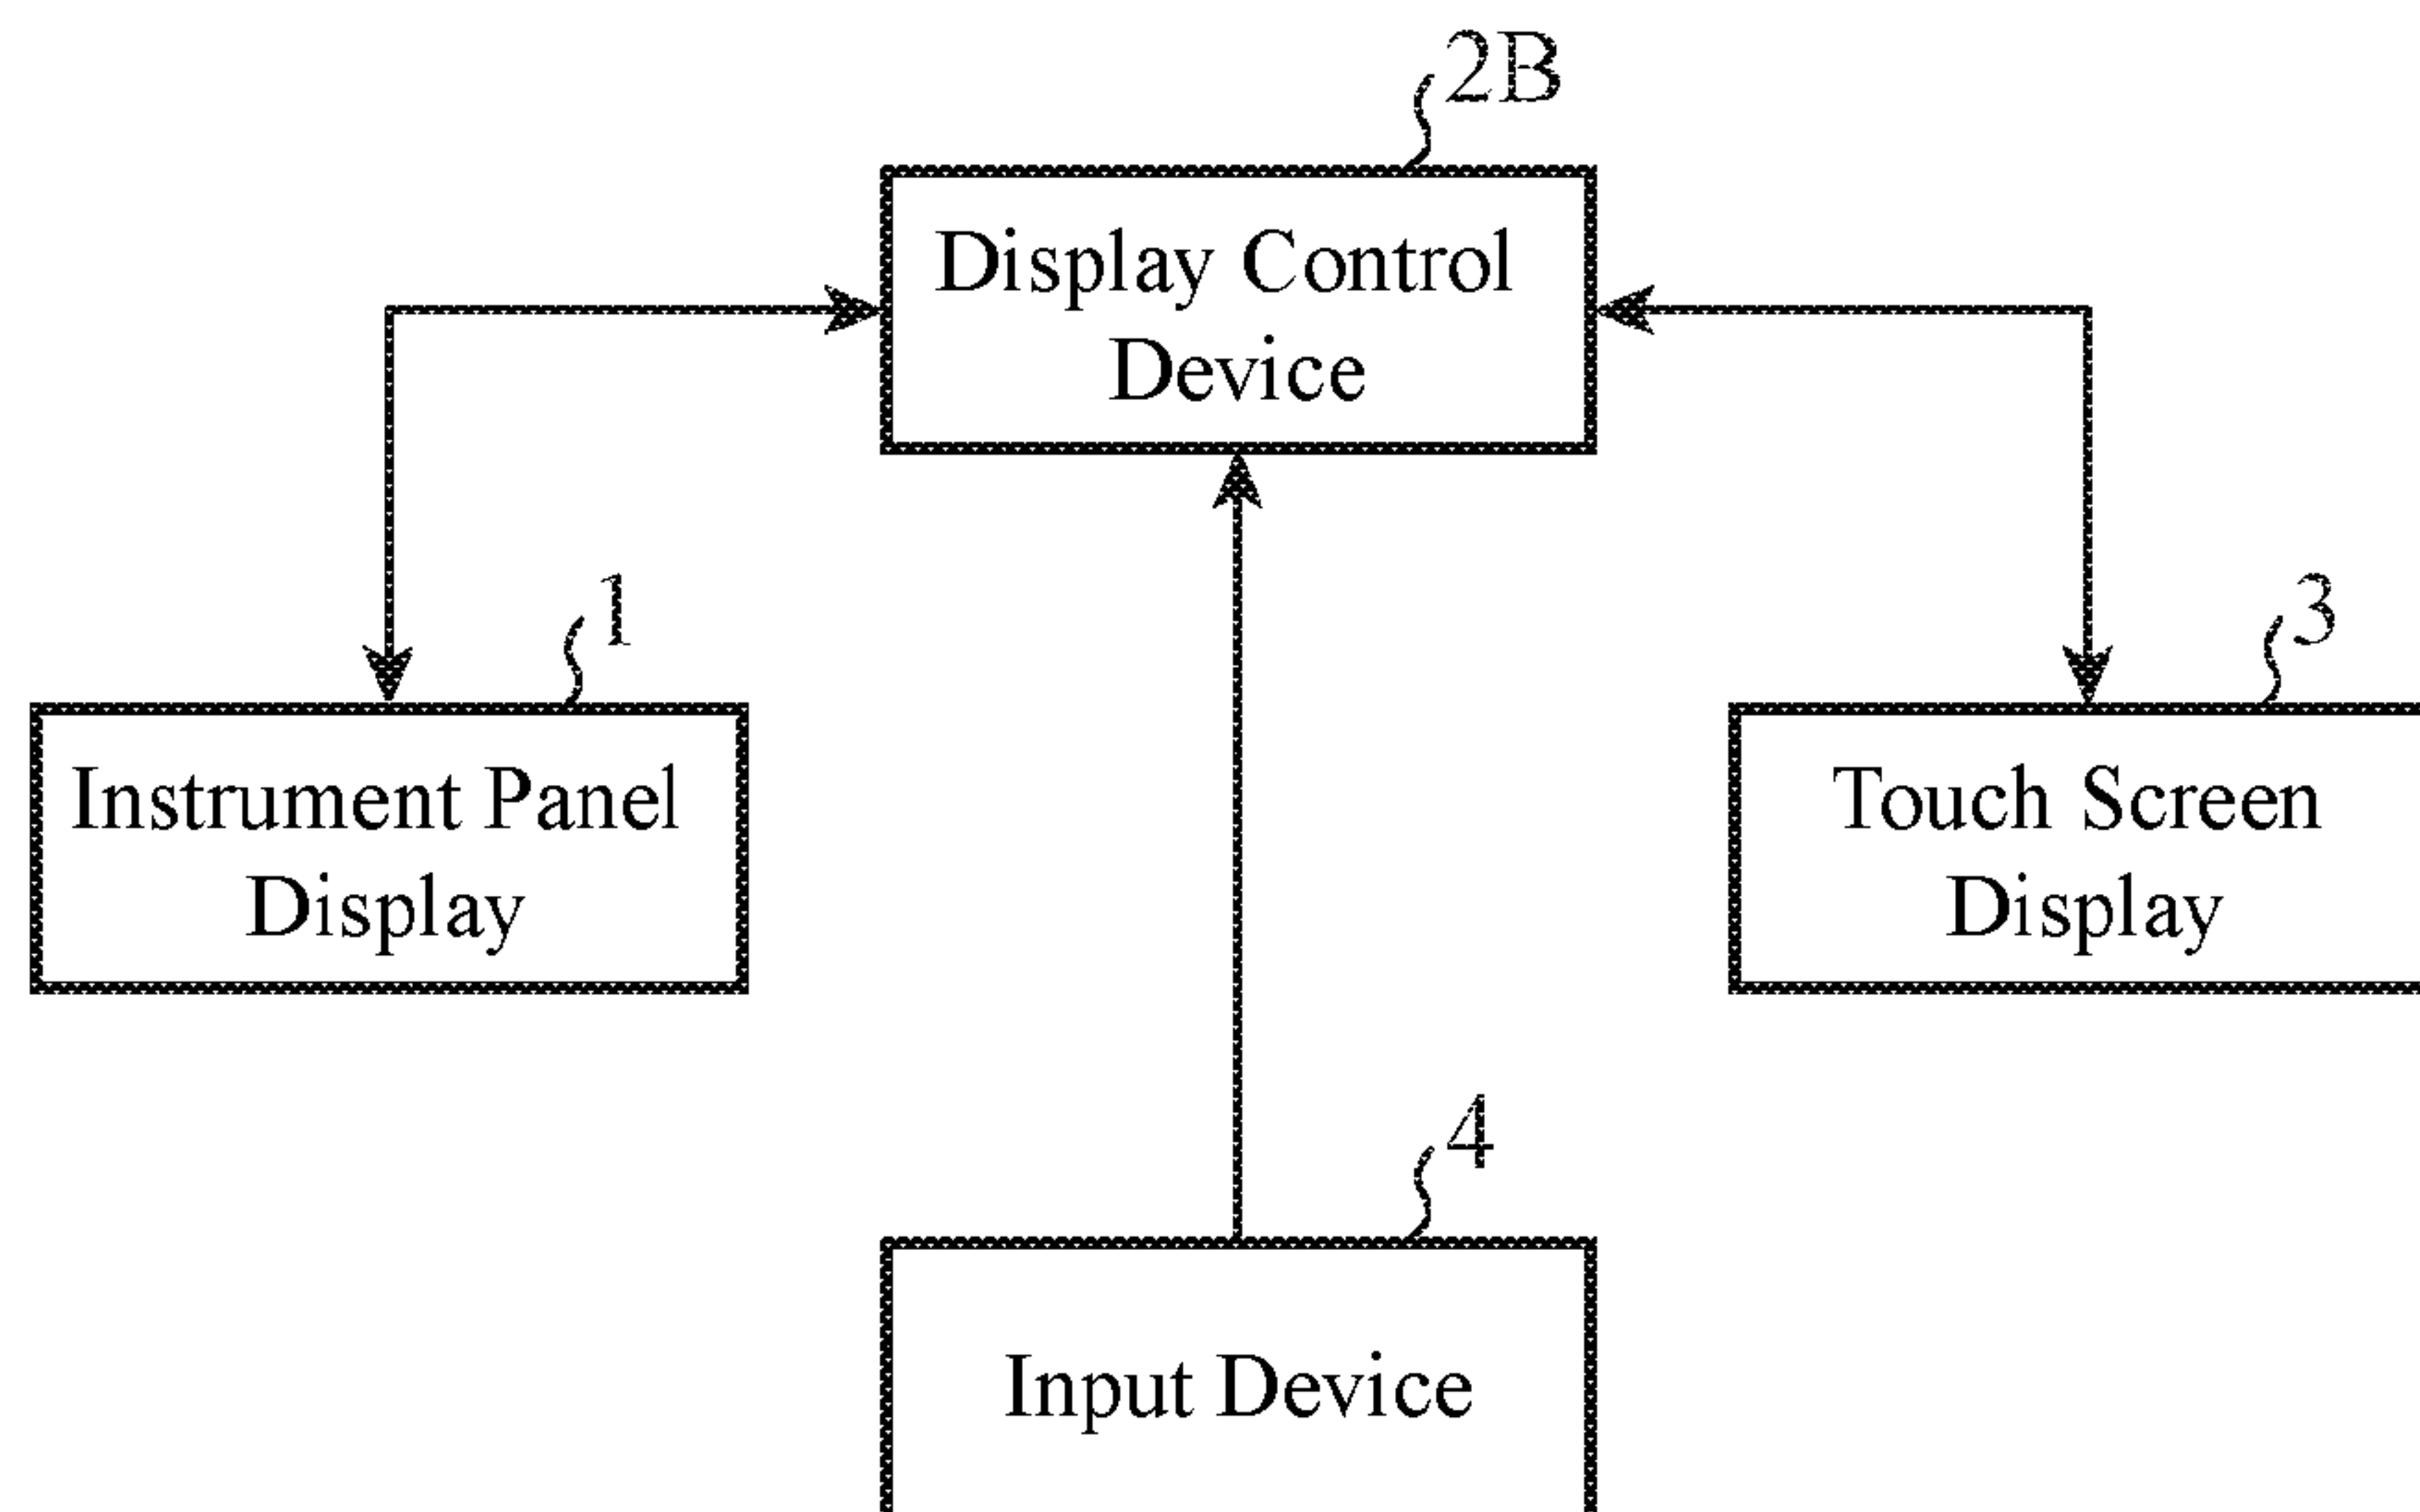 2B
Display Control
Device
1
Instrument Panel
Display
3
Touch Screen
Display
4
Input Device